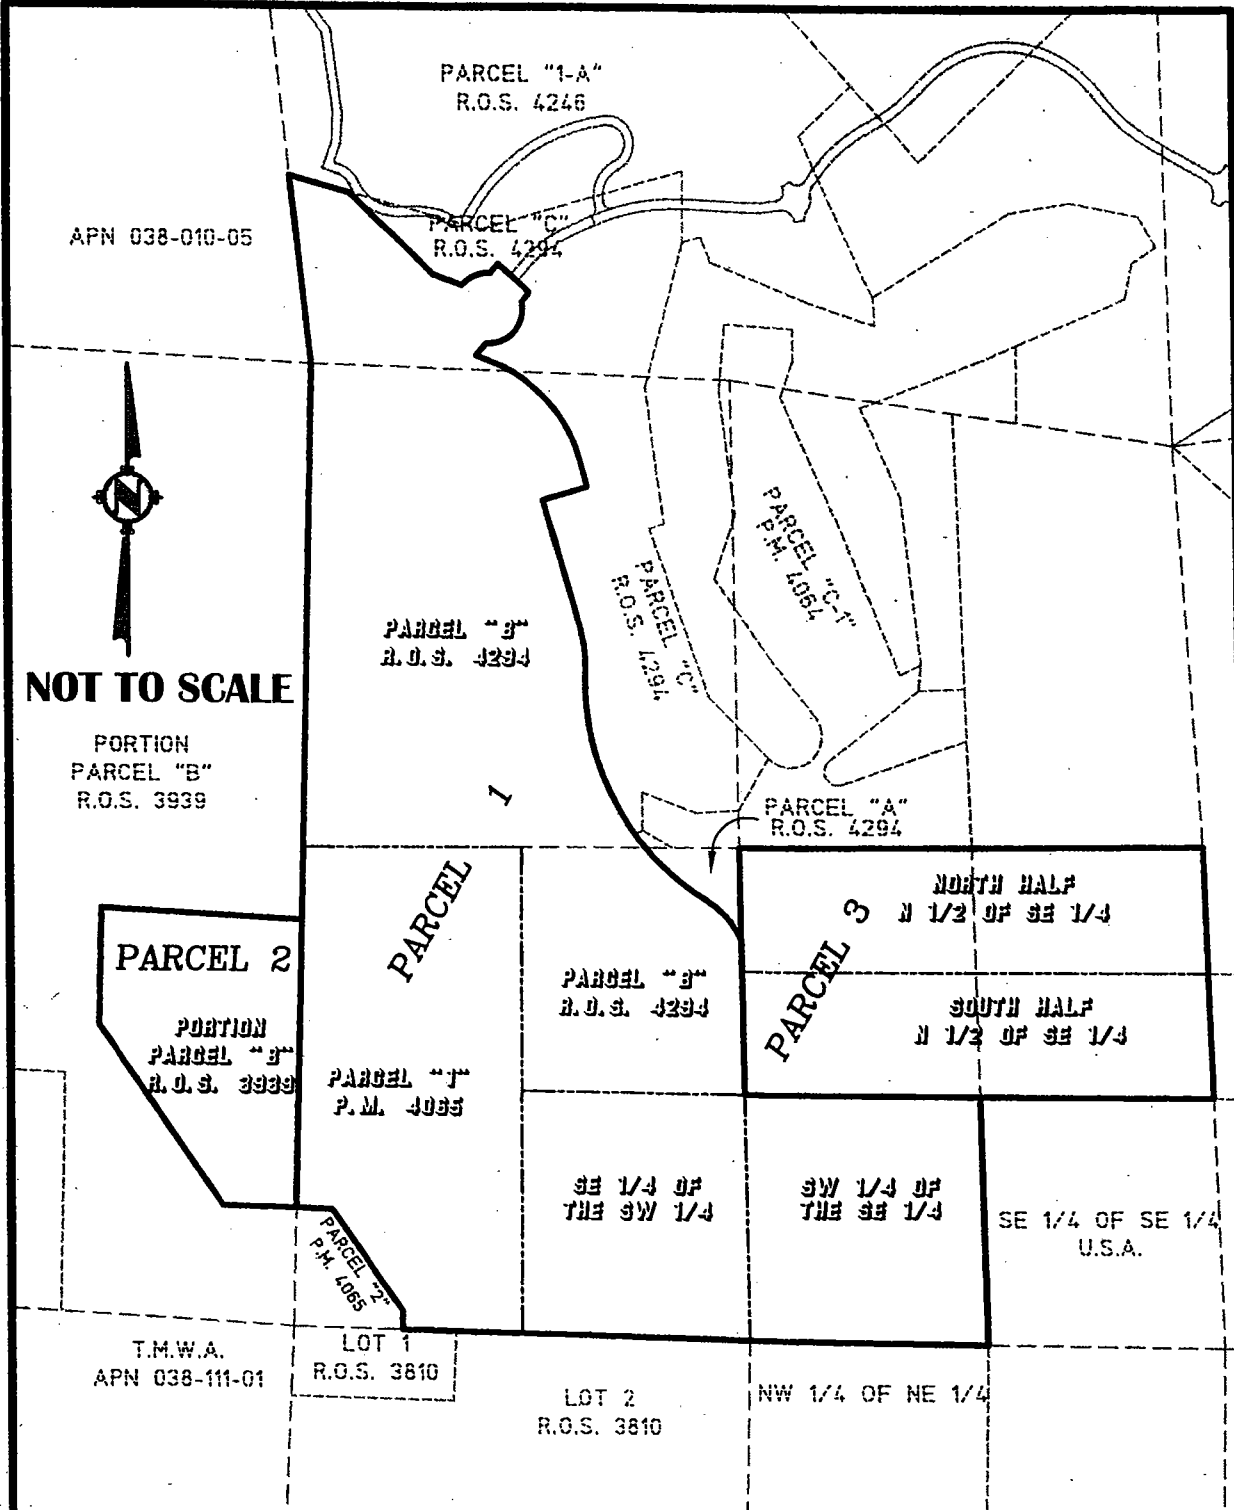 PARCEL "1-A"
R.O.S. 4246
APN 038-010-05
PARCEL "C"
R.O.S. 4294
N
NOT TO SCALE
PORTION
PARCEL "B"
R.O.S. 3939
PARCEL "B"
R.O.S. 4294
PARCEL "C"
R.O.S. 4294
PARCEL "C-1"
P.M. 4064
PARCEL "A"
R.O.S. 4294
PARCEL 1
PARCEL 2
PORTION
PARCEL "B"
R.O.S. 3939
PARCEL "1"
P.M. 4065
PARCEL "B"
R.O.S. 4294
PARCEL 3
NORTH HALF
N 1/2 OF SE 1/4
SOUTH HALF
N 1/2 OF SE 1/4
SE 1/4 OF
THE SW 1/4
SW 1/4 OF
THE SE 1/4
SE 1/4 OF SE 1/4
U.S.A.
PARCEL "2"
P.M. 4065
T.M.W.A.
APN 038-111-01
LOT 1
R.O.S. 3810
LOT 2
R.O.S. 3810
NW 1/4 OF NE 1/4